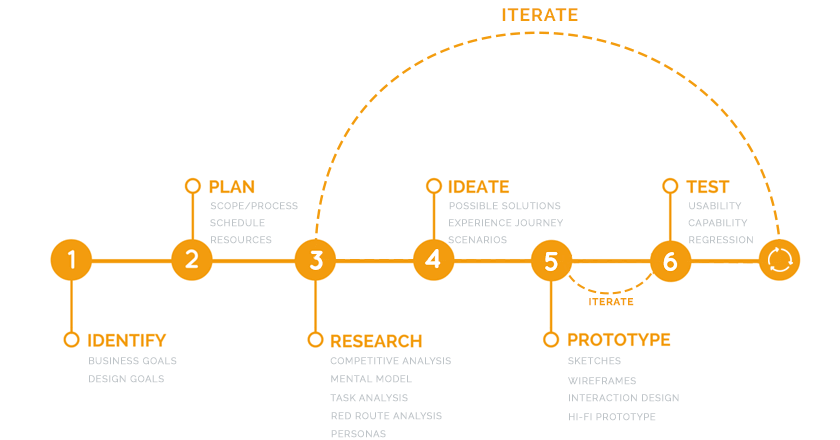 ITERATE
PLAN
SCOPE/PROCESS
SCHEDULE
RESOURCES
IDEATE
POSSIBLE SOLUTIONS
EXPERIENCE JOURNEY
SCENARIOS
TEST
USABILITY
CAPABILITY
REGRESSION
1
2
3
4
5
6
ITERATE
IDENTIFY
BUSINESS GOALS
DESIGN GOALS
RESEARCH
COMPETITIVE ANALYSIS
MENTAL MODEL
TASK ANALYSIS
RED ROUTE ANALYSIS
PERSONAS
PROTOTYPE
SKETCHES
WIREFRAMES
INTERACTION DESIGN
HI-FI PROTOTYPE